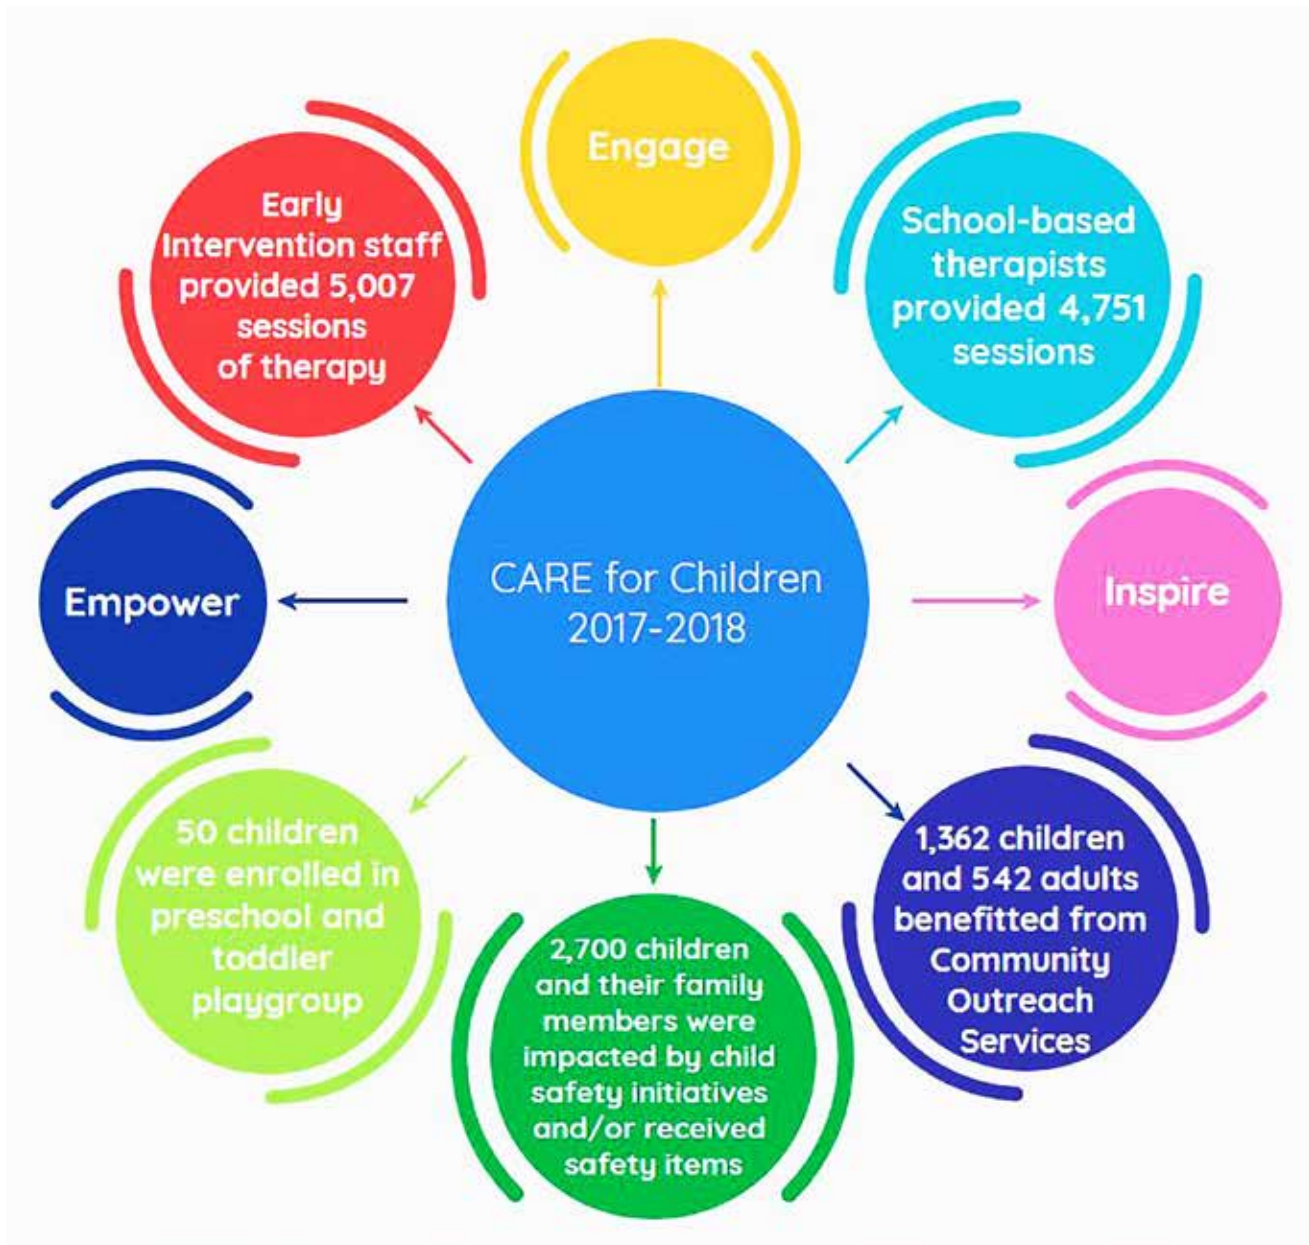 Engage
Early
Intervention staff
provided 5,007
sessions
of therapy
School-based
therapists
provided 4,751
sessions
Empower
CARE for Children
2017-2018
Inspire
50 children
were enrolled in
preschool and
toddler
playgroup
2,700 children
and their family
members were
impacted by child
safety initiatives
and/or received
safety items
1,362 children
and 542 adults
benefitted from
Community
Outreach
Services